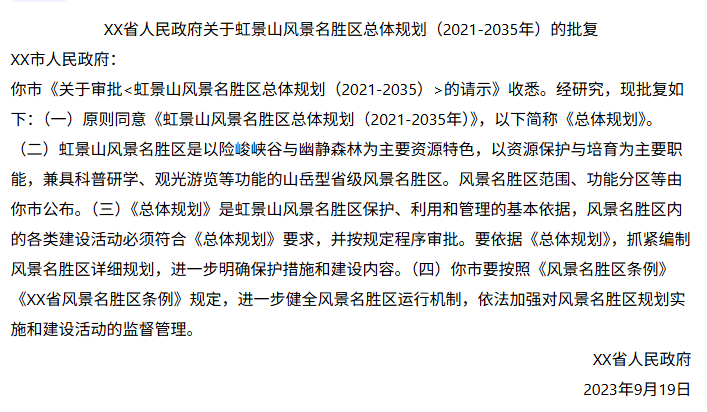 XX省人民政府关于虹景山风景名胜区总体规划（2021-2035年）的批复
XX市人民政府：
你市《关于审批<虹景山风景名胜区总体规划（2021-2035）>的请示》收悉。经研究，现批复如
下：（一）原则同意《虹景山风景名胜区总体规划（2021-2035年）》，以下简称《总体规划》。
（二）虹景山风景名胜区是以险峻峡谷与幽静森林为主要资源特色，以资源保护与培育为主要职
能，兼具科普研学、观光游览等功能的山岳型省级风景名胜区。风景名胜区范围、功能分区等由
你市公布。（三）《总体规划》是虹景山风景名胜区保护、利用和管理的基本依据，风景名胜区内
的各类建设活动必须符合《总体规划》要求，并按规定程序审批。要依据《总体规划》，抓紧编制
风景名胜区详细规划，进一步明确保护措施和建设内容。（四）你市要按照《风景名胜区条例》
《XX省风景名胜区条例》规定，进一步健全风景名胜区运行机制，依法加强对风景名胜区规划实
施和建设活动的监督管理。
XX省人民政府
2023年9月19日